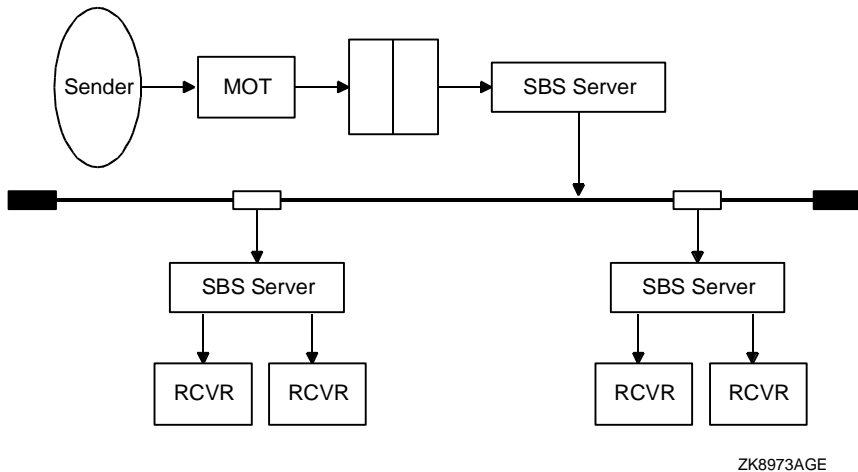 Sender
MOT
SBS Server
SBS Server
SBS Server
RCVR
RCVR
RCVR
RCVR
ZK8973AGE